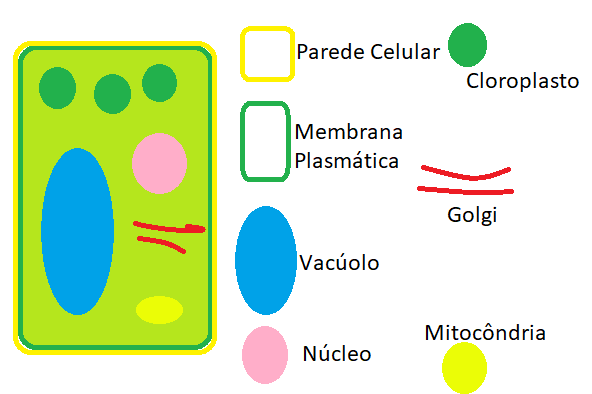 Parede Celular
Cloroplasto
Membrana
Plasmática
Golgi
Vacúolo
Mitocôndria
Núcleo